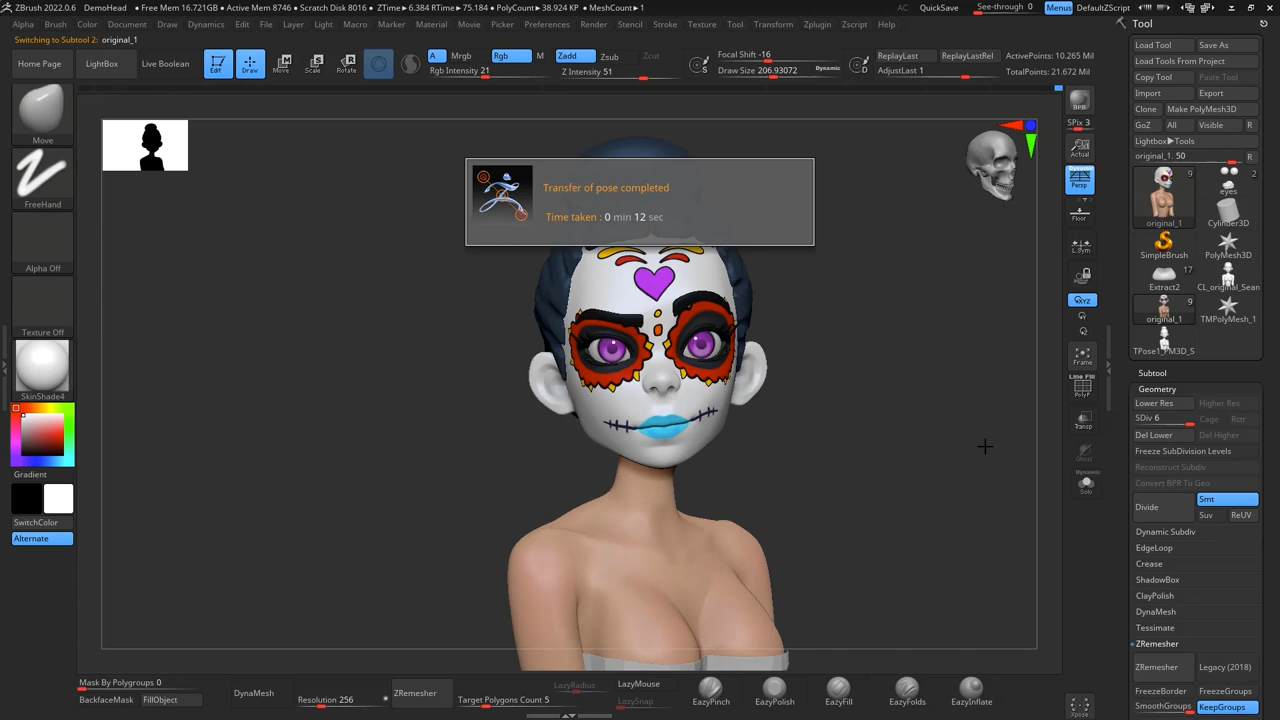 ZBrush 2022.0.6 DemoHead • Free Mem 16.721GB • Active Mem 8746 • Scratch Disk 8016 • ZTime▸6.384 RTime▸75.184 • PolyCount▸38.924 KP • MeshCount▸1 AC QuickSave See-through 0 Menus DefaultZScript
Alpha Brush Color Document Draw Dynamics Edit File Layer Light Macro Marker Material Movie Picker Preferences Render Stencil Stroke Texture Tool Transform Zplugin Zscript Help
Tool
Switching to Subtool 2: original_1
Load Tool Save As
Load Tools From Project
Copy Tool Paste Tool
Import Export
Clone Make PolyMesh3D
GoZ All Visible R
Lightbox▶Tools
original_1. 50 R
Home Page LightBox Live Boolean Edit Draw Move Scale Rotate
A Mrgb Rgb M Zadd Zsub Zcut
Rgb Intensity 21 Z Intensity 51
Focal Shift -16
Draw Size 206.93072 Dynamic
S D
ReplayLast ReplayLastRel ActivePoints: 10.265 Mil
AdjustLast 1 TotalPoints: 21.672 Mil
Move
FreeHand
Alpha Off
Texture Off
SkinShade4
Gradient
SwitchColor
Alternate
Transfer of pose completed
Time taken : 0 min 12 sec
BPR
SPix 3
Actual
Dynamic
Persp
Floor
L.Sym
XYZ
Frame
Line Fill
PolyF
Transp
Ghost
Dynamic
Solo
Xpose
9 2
eyes
original_1 Cylinder3D
SimpleBrush PolyMesh3D
17
Extract2 CL_original_Sean
9
original_1 TMPolyMesh_1
TPose1_PM3D_S
Subtool
Geometry
Lower Res Higher Res
SDiv 6 Cage Rstr
Del Lower Del Higher
Freeze SubDivision Levels
Reconstruct Subdiv
Convert BPR To Geo
Divide Smt
Suv ReUV
Dynamic Subdiv
EdgeLoop
Crease
ShadowBox
ClayPolish
DynaMesh
Tessimate
ZRemesher
ZRemesher Legacy (2018)
FreezeBorder FreezeGroups
SmoothGroups KeepGroups
Mask By Polygroups 0
BackfaceMask FillObject
DynaMesh
Resolution 256
ZRemesher
Target Polygons Count 5
LazyRadius LazyMouse
LazySnap
EazyPinch EazyPolish EazyFill EazyFolds EazyInflate